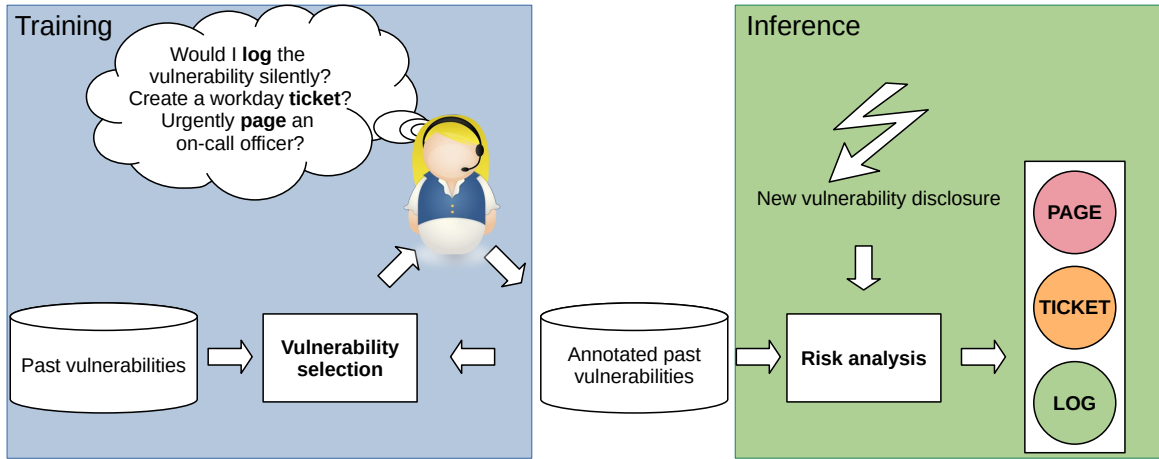 Training
Would I log the
vulnerability silently?
Create a workday ticket?
Urgently page an
on-call officer?
Past vulnerabilities
Vulnerability
selection
Annotated past
vulnerabilities
Inference
New vulnerability disclosure
Risk analysis
PAGE
TICKET
LOG